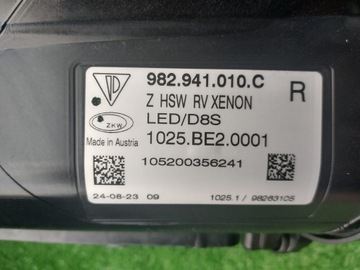 982.941.010.C
R
Z HSW RV XENON
LED/D8S
ZKW
Made in Austria
1025.BE2.0001
105200356241
24-08-23 09
1025 1 / 98263105